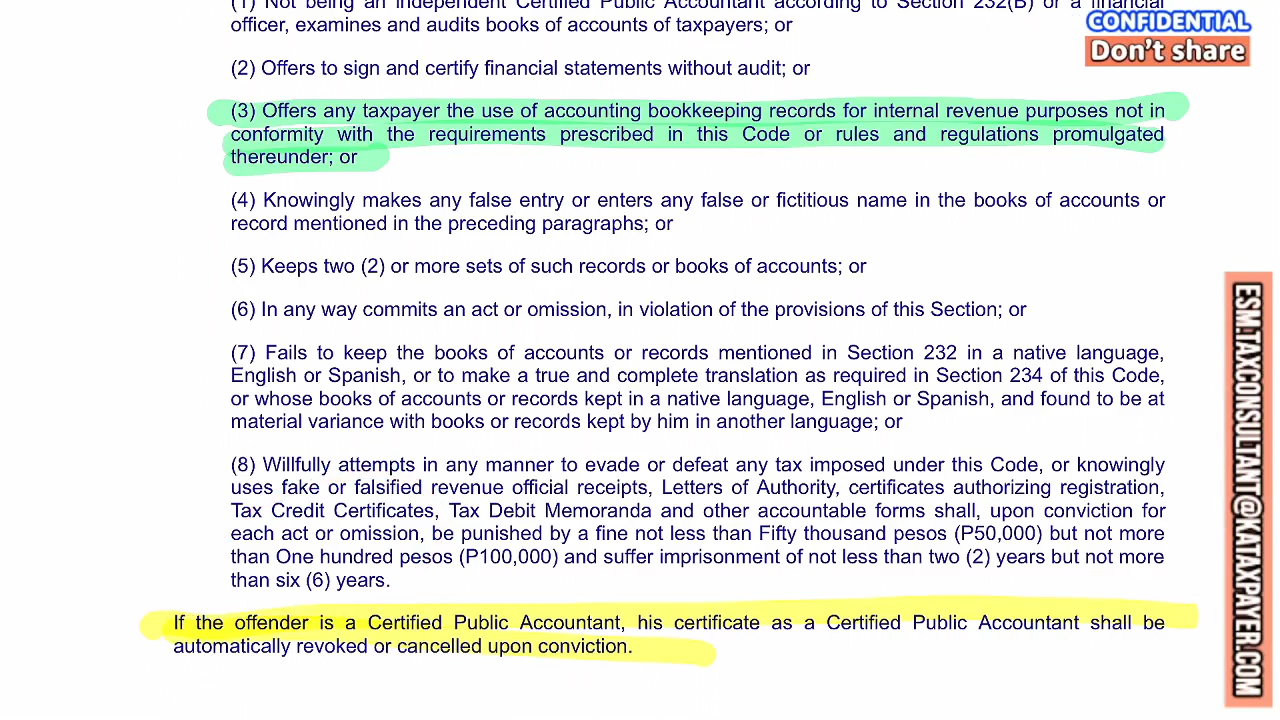 (1) Not being an independent Certified Public Accountant according to Section 232(B) or a financial
officer, examines and audits books of accounts of taxpayers; or
CONFIDENTIAL
Don't share
(2) Offers to sign and certify financial statements without audit; or
(3) Offers any taxpayer the use of accounting bookkeeping records for internal revenue purposes not in
conformity with the requirements prescribed in this Code or rules and regulations promulgated
thereunder; or
(4) Knowingly makes any false entry or enters any false or fictitious name in the books of accounts or
record mentioned in the preceding paragraphs; or
(5) Keeps two (2) or more sets of such records or books of accounts; or
(6) In any way commits an act or omission, in violation of the provisions of this Section; or
(7) Fails to keep the books of accounts or records mentioned in Section 232 in a native language,
English or Spanish, or to make a true and complete translation as required in Section 234 of this Code,
or whose books of accounts or records kept in a native language, English or Spanish, and found to be at
material variance with books or records kept by him in another language; or
(8) Willfully attempts in any manner to evade or defeat any tax imposed under this Code, or knowingly
uses fake or falsified revenue official receipts, Letters of Authority, certificates authorizing registration,
Tax Credit Certificates, Tax Debit Memoranda and other accountable forms shall, upon conviction for
each act or omission, be punished by a fine not less than Fifty thousand pesos (P50,000) but not more
than One hundred pesos (P100,000) and suffer imprisonment of not less than two (2) years but not more
than six (6) years.
If the offender is a Certified Public Accountant, his certificate as a Certified Public Accountant shall be
automatically revoked or cancelled upon conviction.
ESM.TAXCONSULTANT@KATAXPAYER.COM